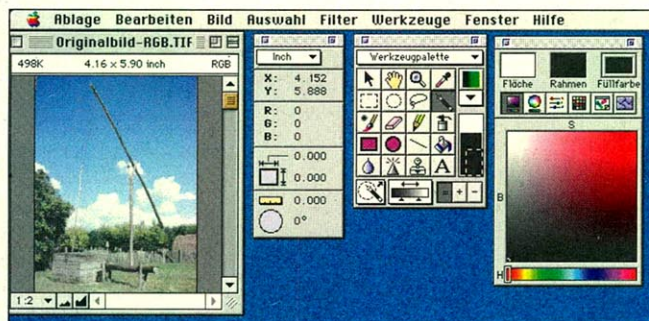 Ablage Bearbeiten Bild Auswahl Filter Werkzeuge Fenster Hilfe
Originalbild-RGB.TIF
498K 4.16 x 5.90 inch RGB
1:2
Inch
X: 4.152
Y: 5.888
R: 0
G: 0
B: 0
0.000
0.000
0.000
0°
Werkzeugpalette
A
Fläche Rahmen Füllfarbe
S
B
H